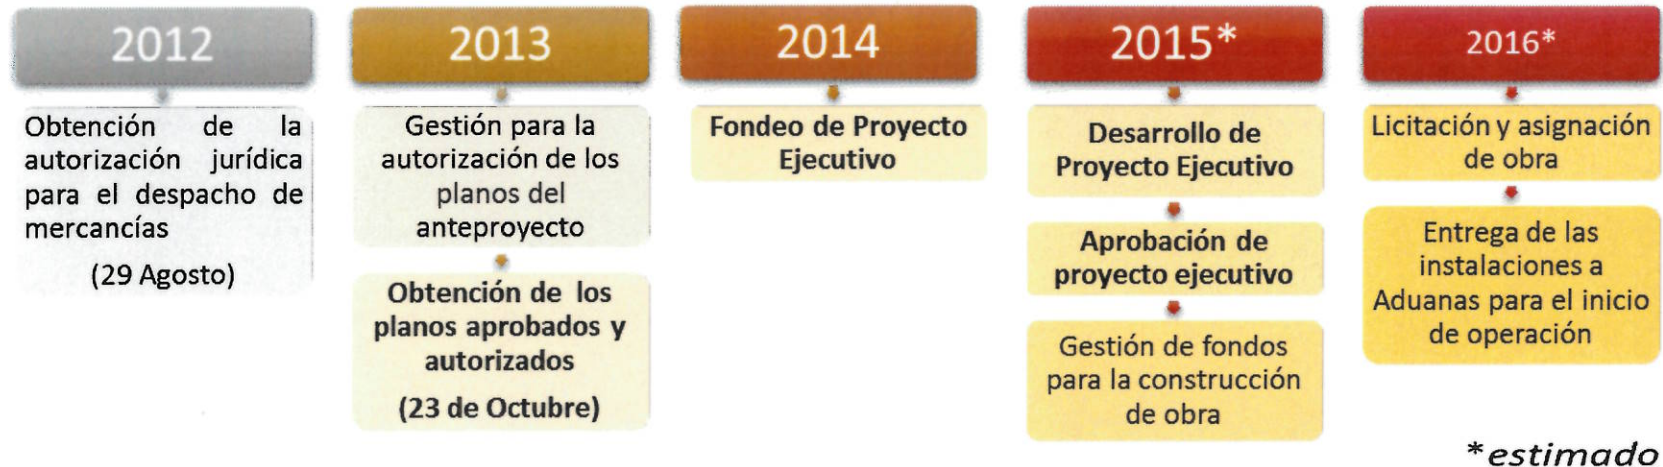 2012
Obtención de la
autorización jurídica
para el despacho de
mercancías
(29 Agosto)
2013
Gestión para la
autorización de los
planos del
anteproyecto
Obtención de los
planos aprobados y
autorizados
(23 de Octubre)
2014
Fondeo de Proyecto
Ejecutivo
2015*
Desarrollo de
Proyecto Ejecutivo
Aprobación de
proyecto ejecutivo
Gestión de fondos
para la construcción
de obra
2016*
Licitación y asignación
de obra
Entrega de las
instalaciones a
Aduanas para el inicio
de operación
*estimado